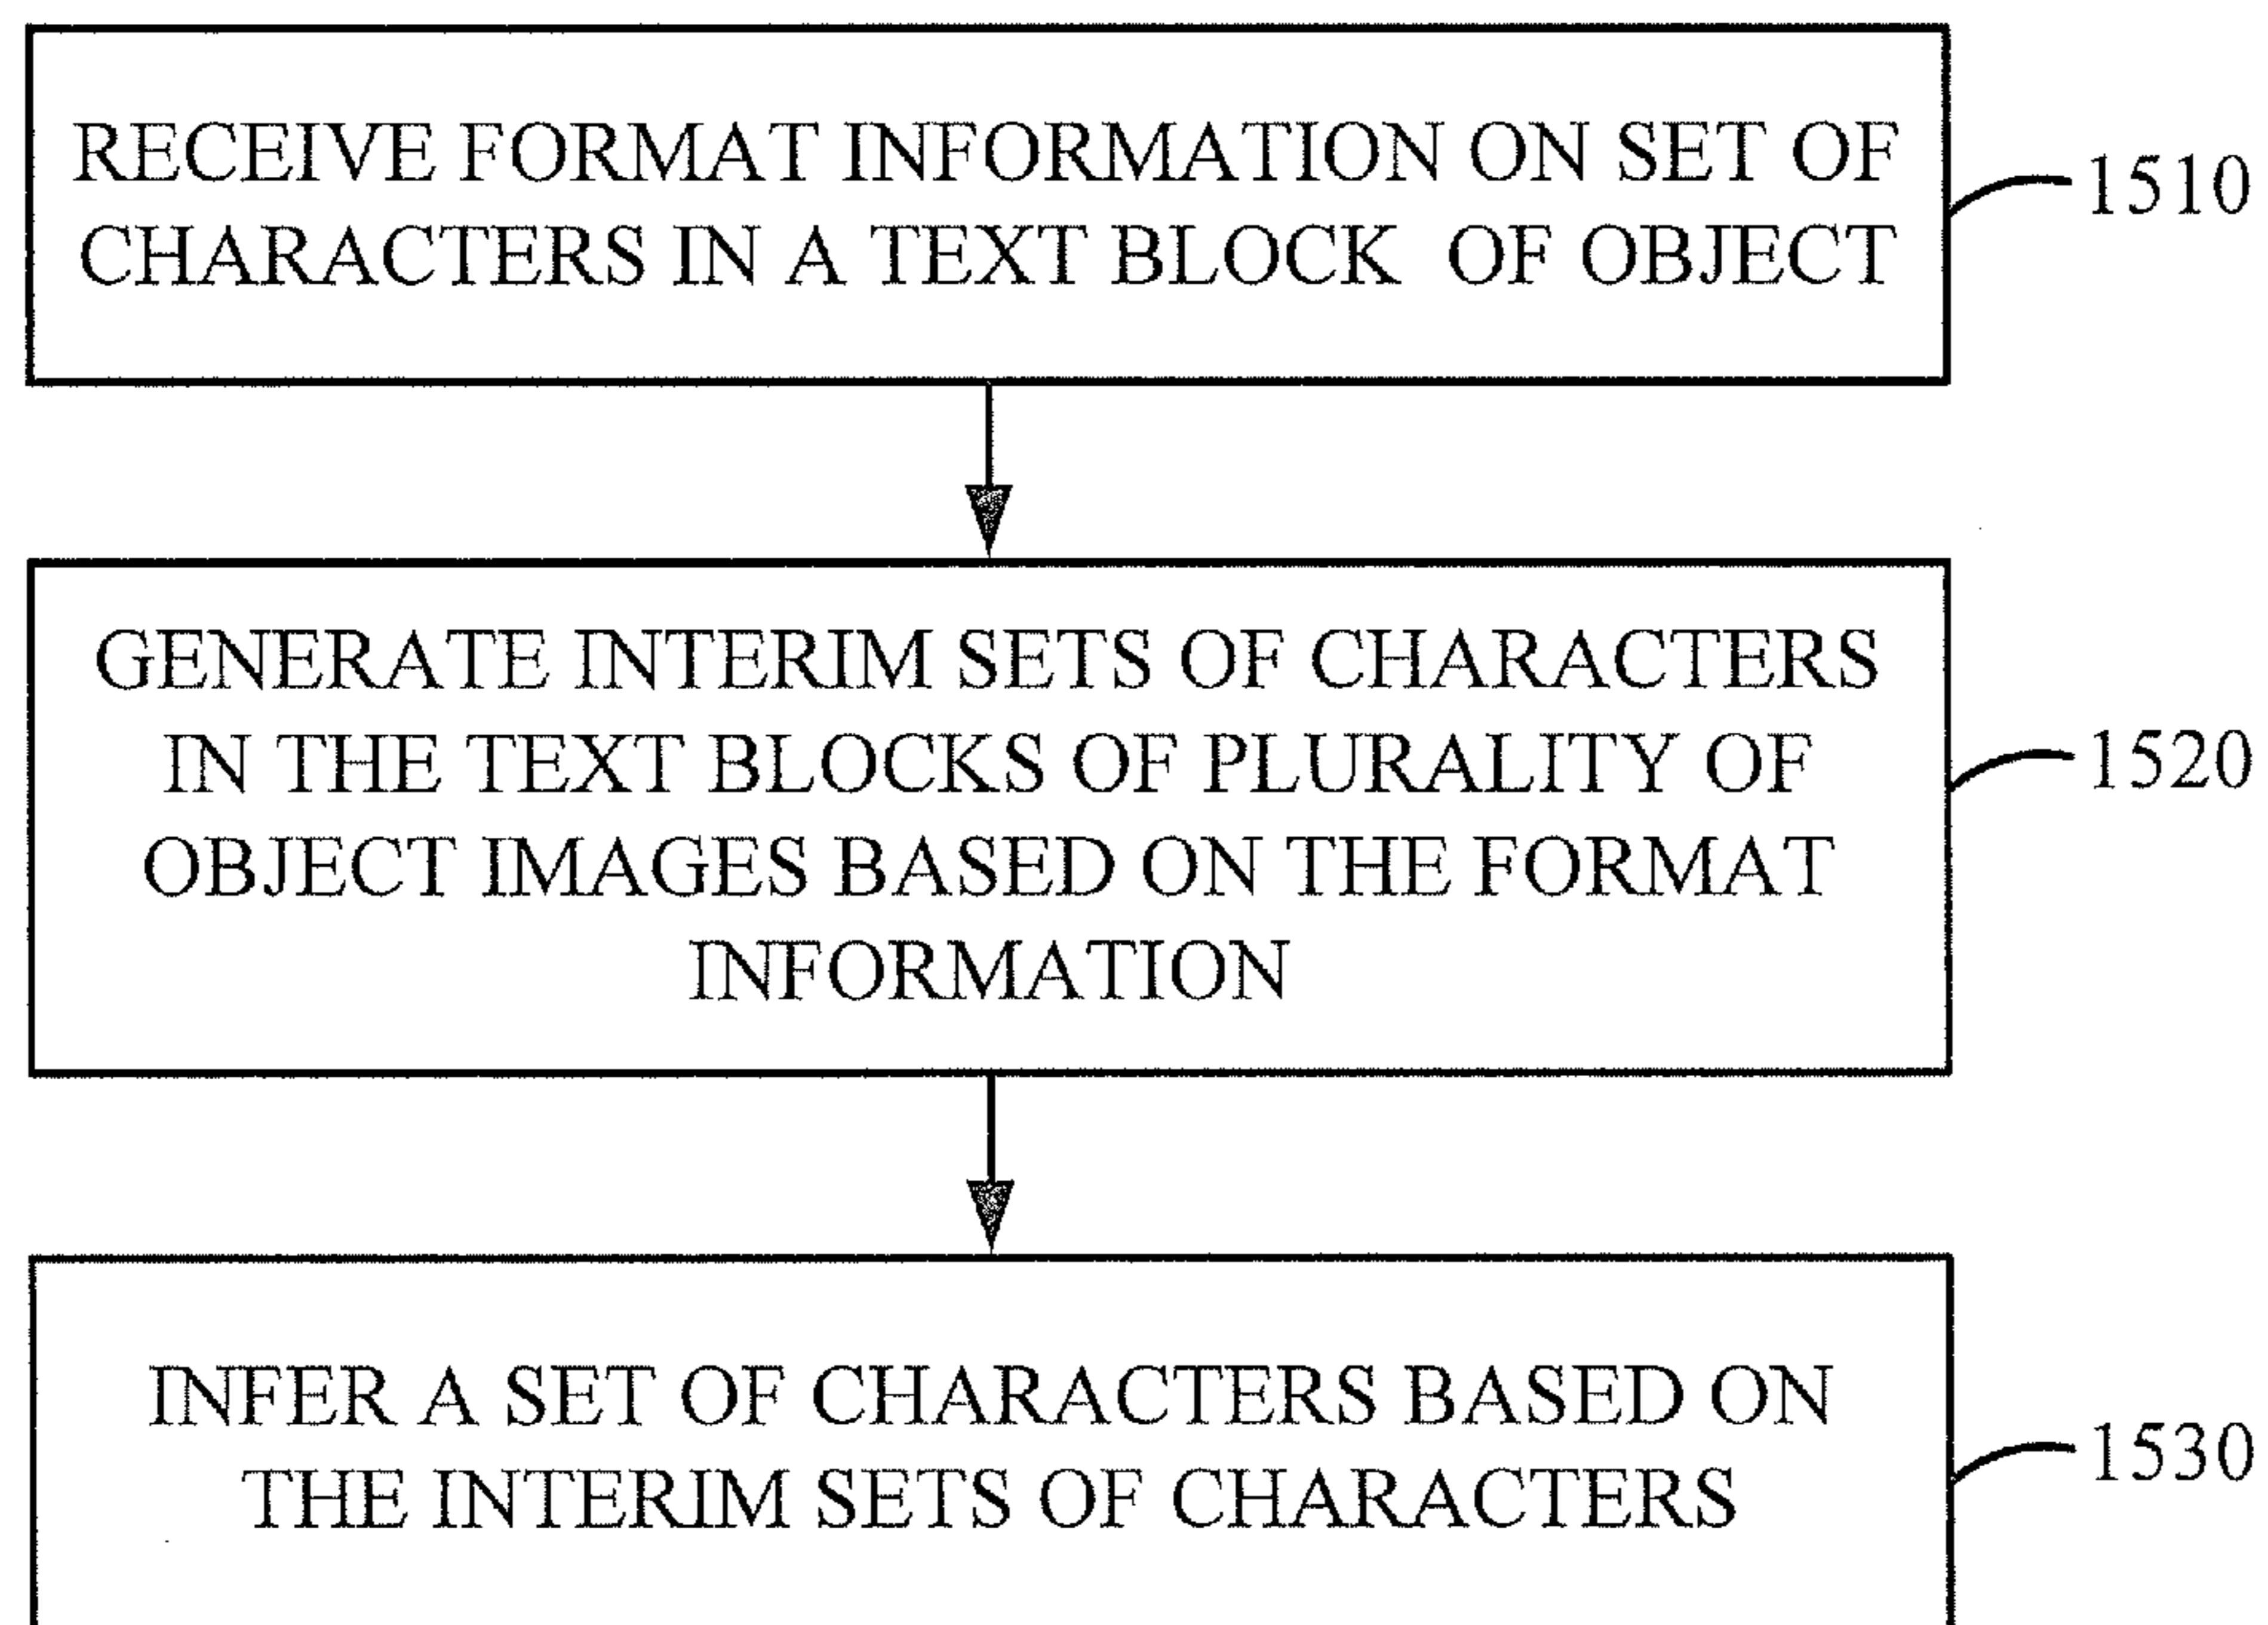 RECEIVE FORMAT INFORMATION ON SET OF
CHARACTERS IN A TEXT BLOCK OF OBJECT
1510
GENERATE INTERIM SETS OF CHARACTERS
IN THE TEXT BLOCKS OF PLURALITY OF
OBJECT IMAGES BASED ON THE FORMAT
INFORMATION
1520
INFER A SET OF CHARACTERS BASED ON
THE INTERIM SETS OF CHARACTERS
1530